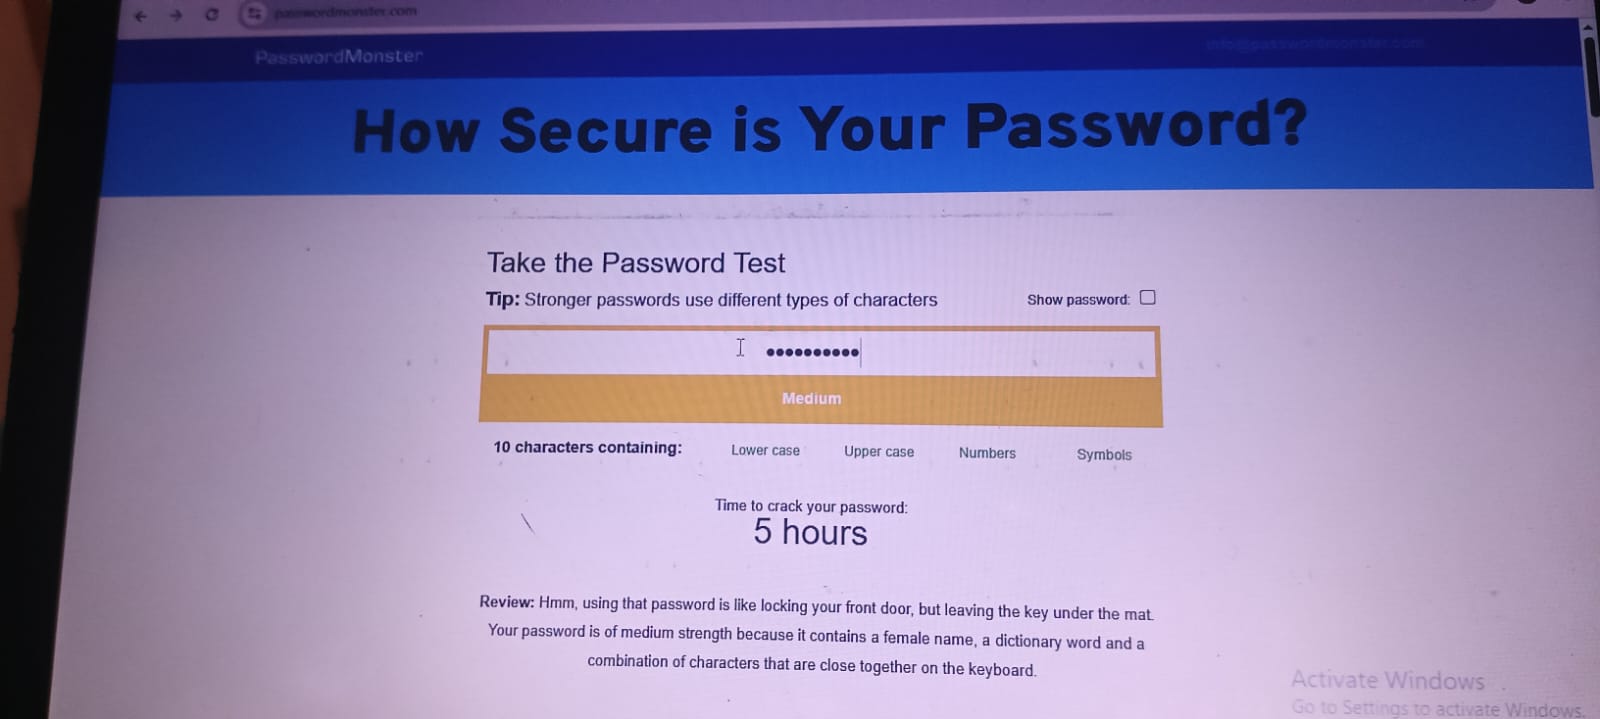 passwordmonster.com
PasswordMonster
info@passwordmonster.com
How Secure is Your Password?
Take the Password Test
Tip: Stronger passwords use different types of characters
Show password:
••••••••••
Medium
10 characters containing:
Lower case
Upper case
Numbers
Symbols
Time to crack your password:
5 hours
Review: Hmm, using that password is like locking your front door, but leaving the key under the mat.
Your password is of medium strength because it contains a female name, a dictionary word and a
combination of characters that are close together on the keyboard.
Activate Windows
Go to Settings to activate Windows.